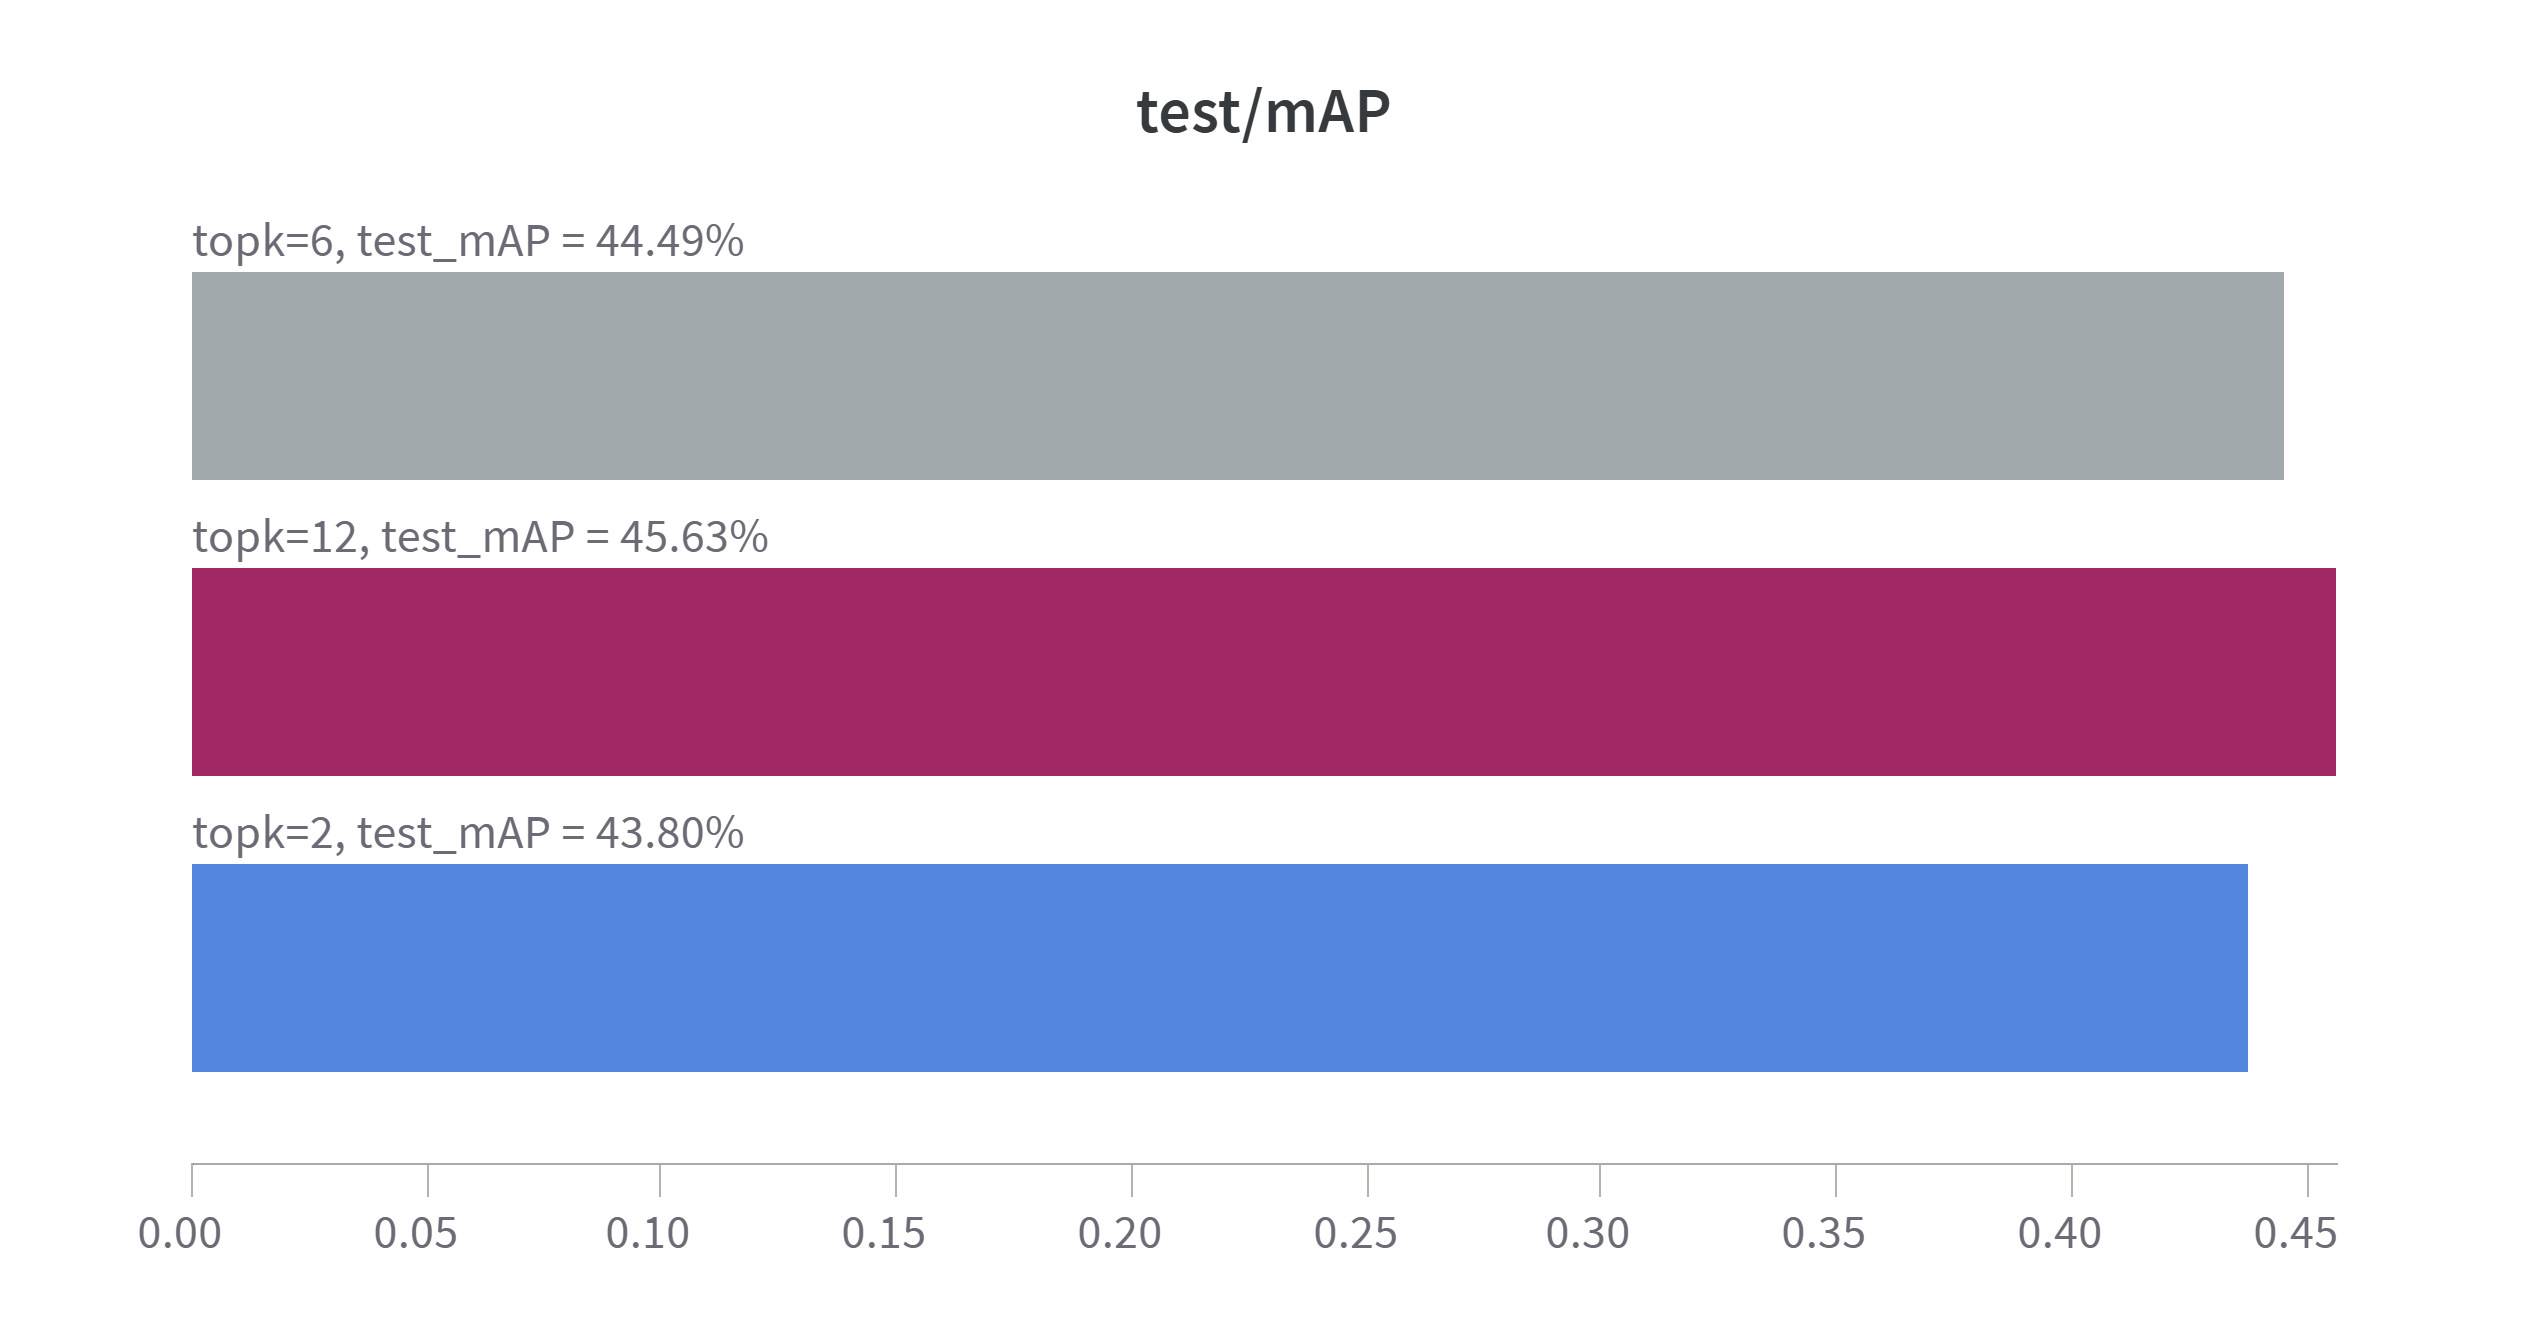 test/mAP
topk=6, test_mAP = 44.49%
topk=12, test_mAP = 45.63%
topk=2, test_mAP = 43.80%
0.00 0.05 0.10 0.15 0.20 0.25 0.30 0.35 0.40 0.45